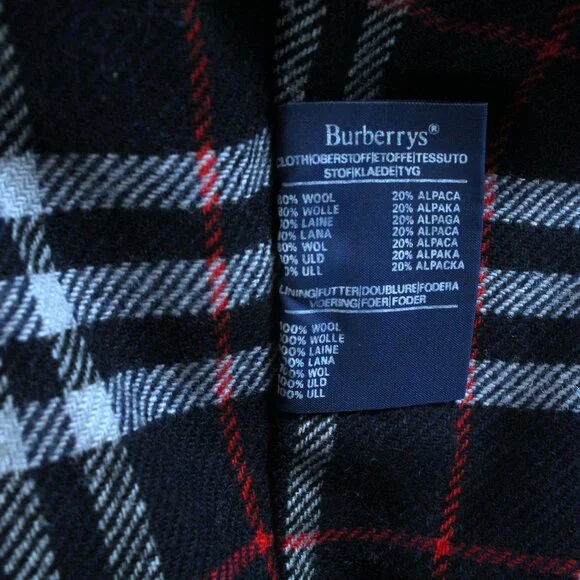 Burberrys®
CLOTH|OBERSTOFF|ETOFFE|TESSUTO
STOF|KLAEDE|TYG
80% WOOL 20% ALPACA
80% WOLLE 20% ALPAKA
80% LAINE 20% ALPAGA
80% LANA 20% ALPACA
80% WOL 20% ALPACA
80% ULD 20% ALPAKA
0% ULL 20% ALPACKA
LINING|FUTTER|DOUBLURE|FODERA
VOERING|FOER|FODER
100% WOOL
100% WOLLE
100% LAINE
100% LANA
100% WOL
100% ULD
100% ULL